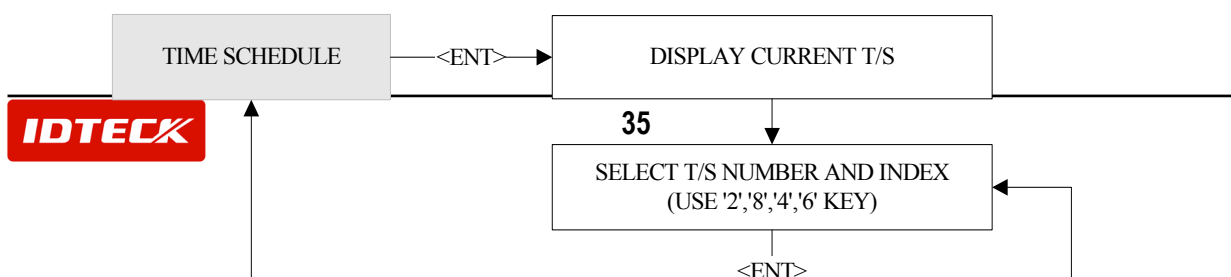 TIME SCHEDULE
<ENT>
DISPLAY CURRENT T/S
IDTECK
35
SELECT T/S NUMBER AND INDEX
(USE '2','8','4','6' KEY)
<ENT>